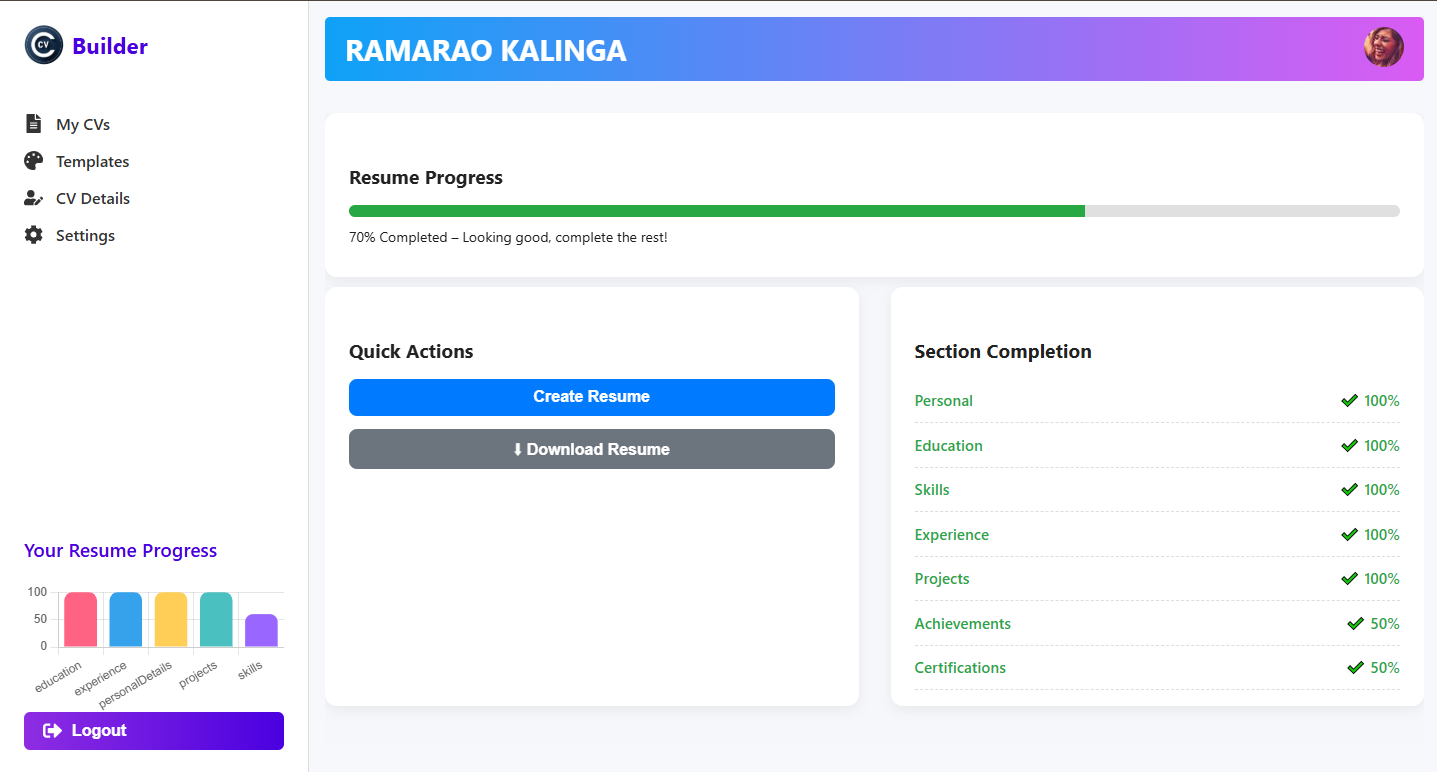 CV
Builder
My CVs
Templates
CV Details
Settings
Your Resume Progress
100
50
0
education
experience
personalDetails
projects
skills
Logout
RAMARAO KALINGA
Resume Progress
70% Completed – Looking good, complete the rest!
Quick Actions
Create Resume
⬇ Download Resume
Section Completion
Personal ✔ 100%
Education ✔ 100%
Skills ✔ 100%
Experience ✔ 100%
Projects ✔ 100%
Achievements ✔ 50%
Certifications ✔ 50%